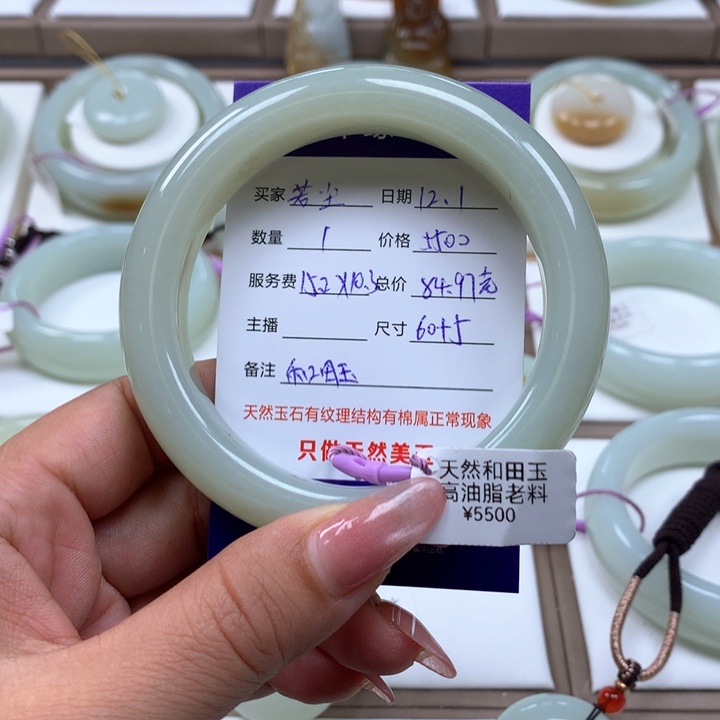 买家 若尘 日期 12.1
数量 1 价格 5500
服务费 152X10.3 总价 84.97克
主播 尺寸 60+5
备注 和田玉
天然玉石有纹理结构有棉属正常现象
只做天然美玉
天然和田玉
高油脂老料
¥5500